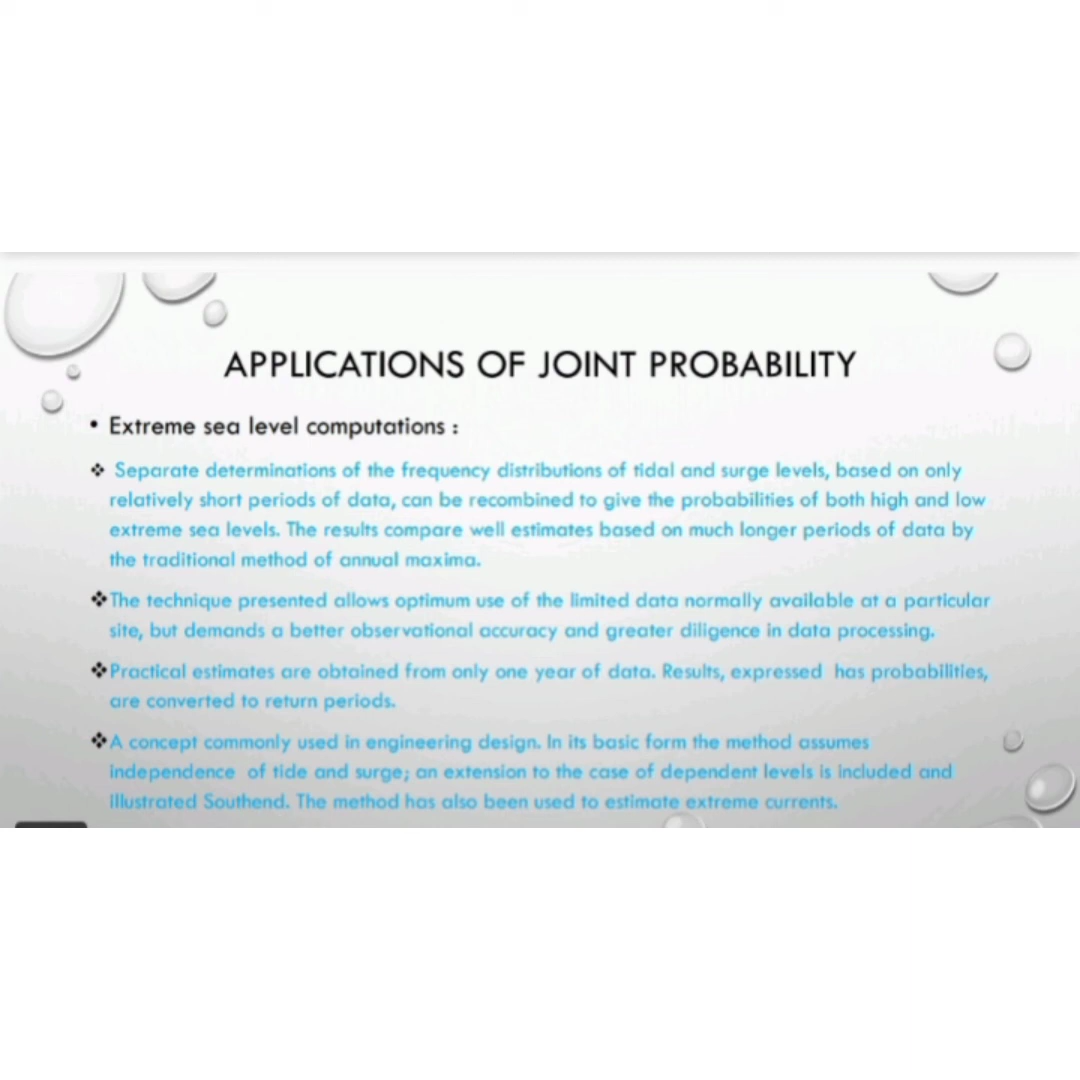 APPLICATIONS OF JOINT PROBABILITY
• Extreme sea level computations :
❖ Separate determinations of the frequency distributions of tidal and surge levels, based on only
relatively short periods of data, can be recombined to give the probabilities of both high and low
extreme sea levels. The results compare well estimates based on much longer periods of data by
the traditional method of annual maxima.
❖The technique presented allows optimum use of the limited data normally available at a particular
site, but demands a better observational accuracy and greater diligence in data processing.
❖Practical estimates are obtained from only one year of data. Results, expressed has probabilities,
are converted to return periods.
❖A concept commonly used in engineering design. In its basic form the method assumes
independence of tide and surge; an extension to the case of dependent levels is included and
illustrated Southend. The method has also been used to estimate extreme currents.